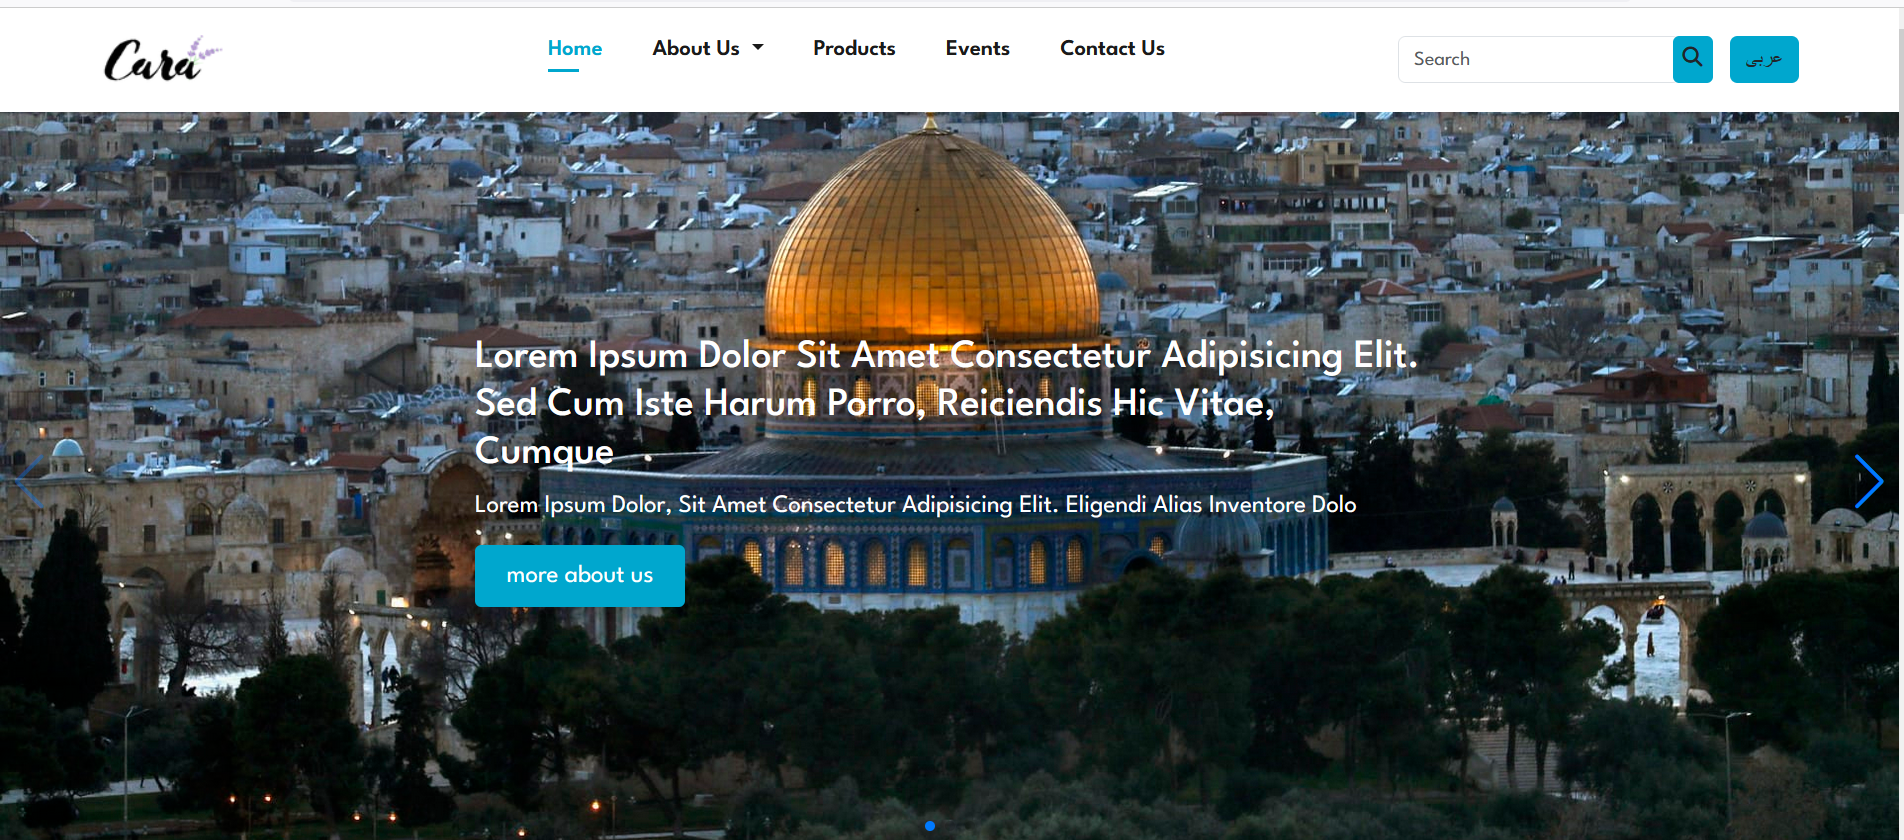 Cara
Home
About Us
Products
Events
Contact Us
Search
عربى
Lorem Ipsum Dolor Sit Amet Consectetur Adipisicing Elit.
Sed Cum Iste Harum Porro, Reiciendis Hic Vitae,
Cumque
Lorem Ipsum Dolor, Sit Amet Consectetur Adipisicing Elit. Eligendi Alias Inventore Dolo
more about us